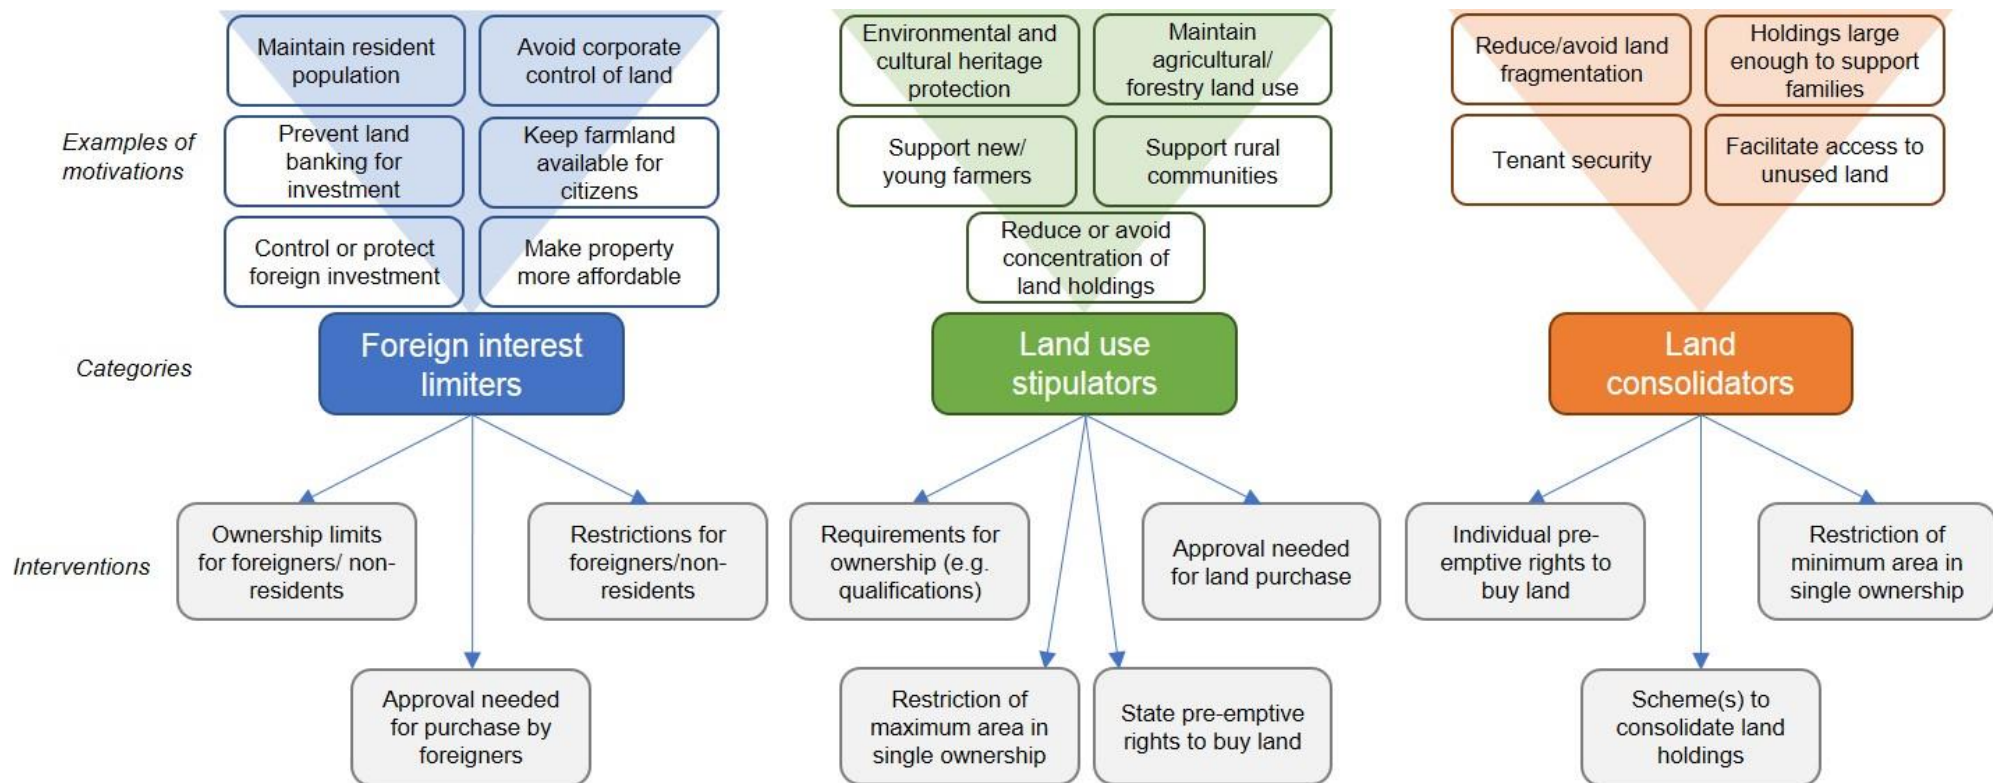 Maintain resident
population
Avoid corporate
control of land
Environmental and
cultural heritage
protection
Maintain
agricultural/
forestry land use
Reduce/avoid land
fragmentation
Holdings large
enough to support
families
Examples of
motivations
Prevent land
banking for
investment
Keep farmland
available for
citizens
Support new/
young farmers
Support rural
communities
Tenant security
Facilitate access to
unused land
Control or protect
foreign investment
Make property
more affordable
Reduce or avoid
concentration of
land holdings
Categories
Foreign interest
limiters
Land use
stipulators
Land
consolidators
Interventions
Ownership limits
for foreigners/ non-
residents
Restrictions for
foreigners/non-
residents
Requirements for
ownership (e.g.
qualifications)
Approval needed
for land purchase
Individual pre-
emptive rights to
buy land
Restriction of
minimum area in
single ownership
Approval needed
for purchase by
foreigners
Restriction of
maximum area in
single ownership
State pre-emptive
rights to buy land
Scheme(s) to
consolidate land
holdings